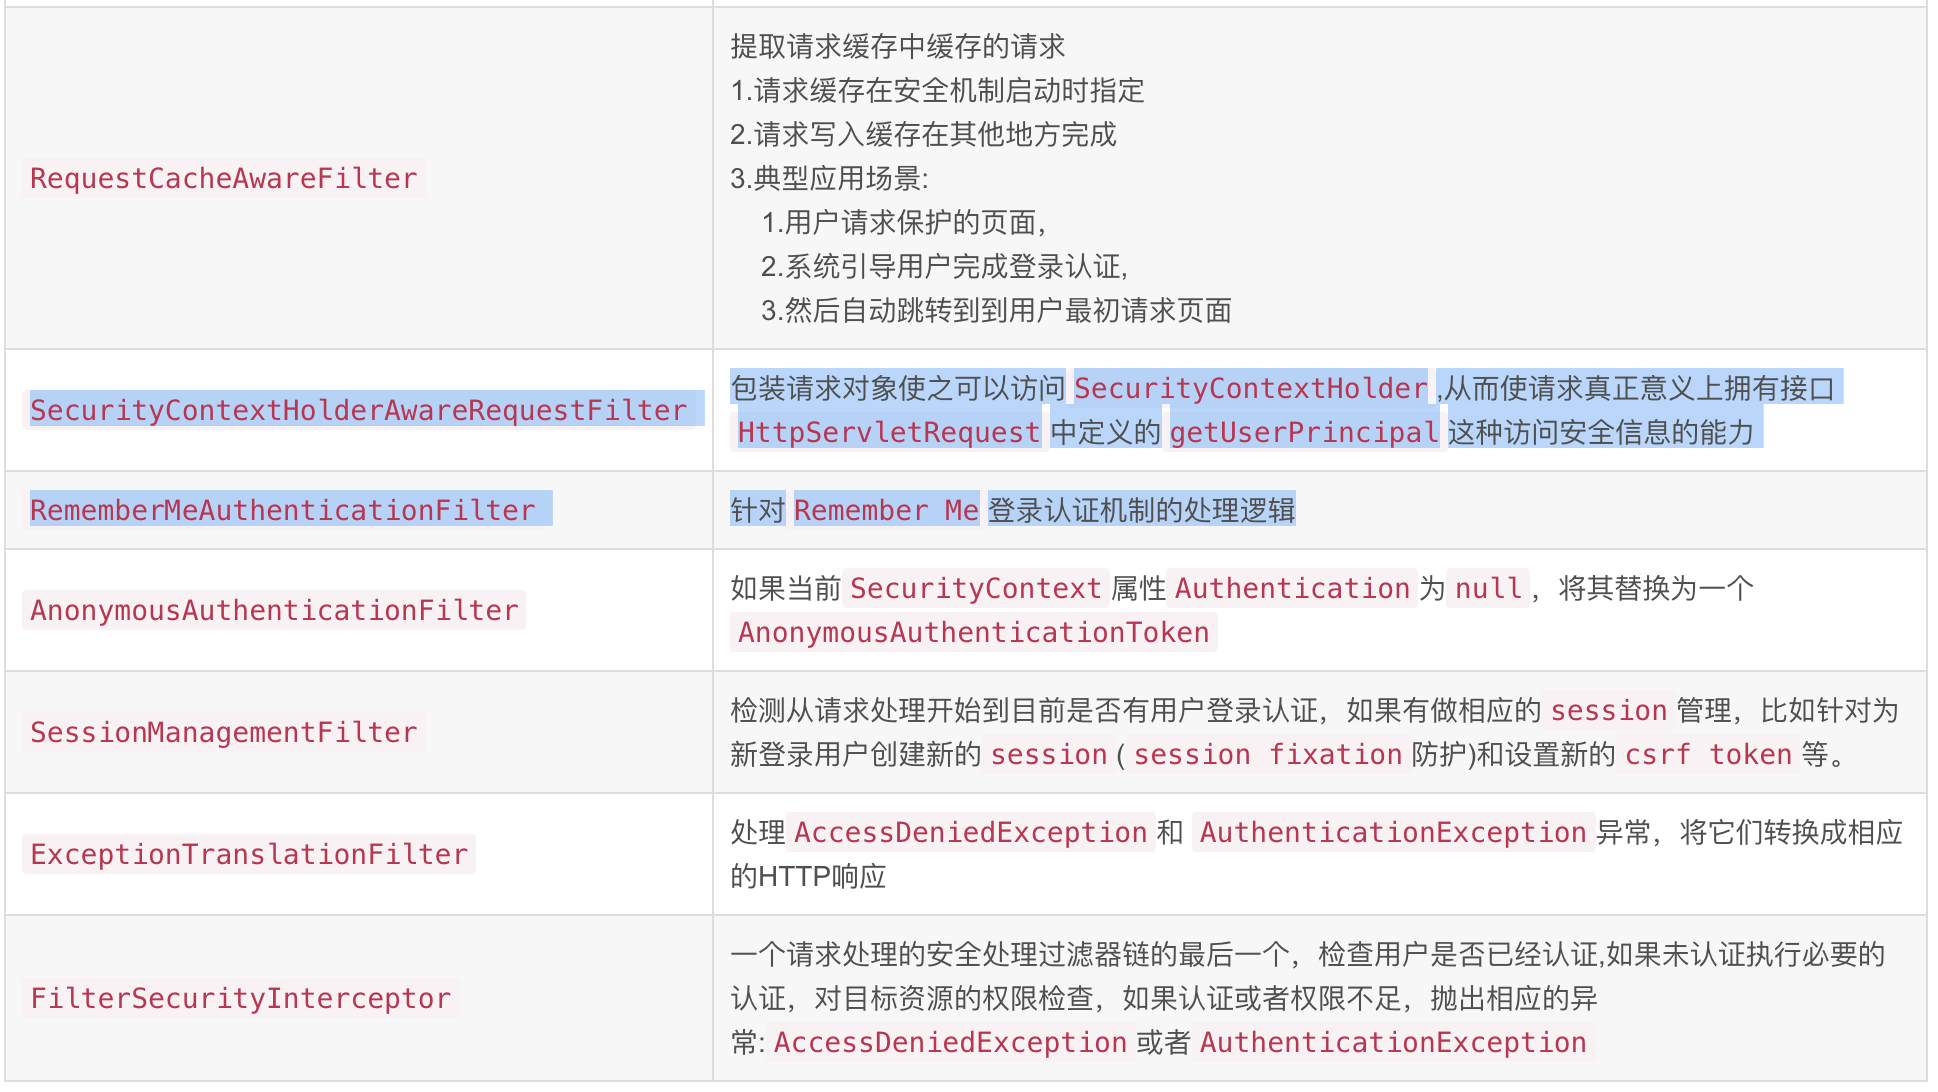 RequestCacheAwareFilter
提取请求缓存中缓存的请求
1.请求缓存在安全机制启动时指定
2.请求写入缓存在其他地方完成
3.典型应用场景:
1.用户请求保护的页面，
2.系统引导用户完成登录认证,
3.然后自动跳转到到用户最初请求页面
SecurityContextHolderAwareRequestFilter
包装请求对象使之可以访问 SecurityContextHolder ,从而使请求真正意义上拥有接口
HttpServletRequest 中定义的 getUserPrincipal 这种访问安全信息的能力
RememberMeAuthenticationFilter
针对 Remember Me 登录认证机制的处理逻辑
AnonymousAuthenticationFilter
如果当前 SecurityContext 属性 Authentication 为 null ，将其替换为一个
AnonymousAuthenticationToken
SessionManagementFilter
检测从请求处理开始到目前是否有用户登录认证，如果有做相应的 session 管理，比如针对为
新登录用户创建新的 session ( session fixation 防护)和设置新的 csrf token 等。
ExceptionTranslationFilter
处理 AccessDeniedException 和 AuthenticationException 异常，将它们转换成相应
的HTTP响应
FilterSecurityInterceptor
一个请求处理的安全处理过滤器链的最后一个，检查用户是否已经认证,如果未认证执行必要的
认证，对目标资源的权限检查，如果认证或者权限不足，抛出相应的异
常: AccessDeniedException 或者 AuthenticationException